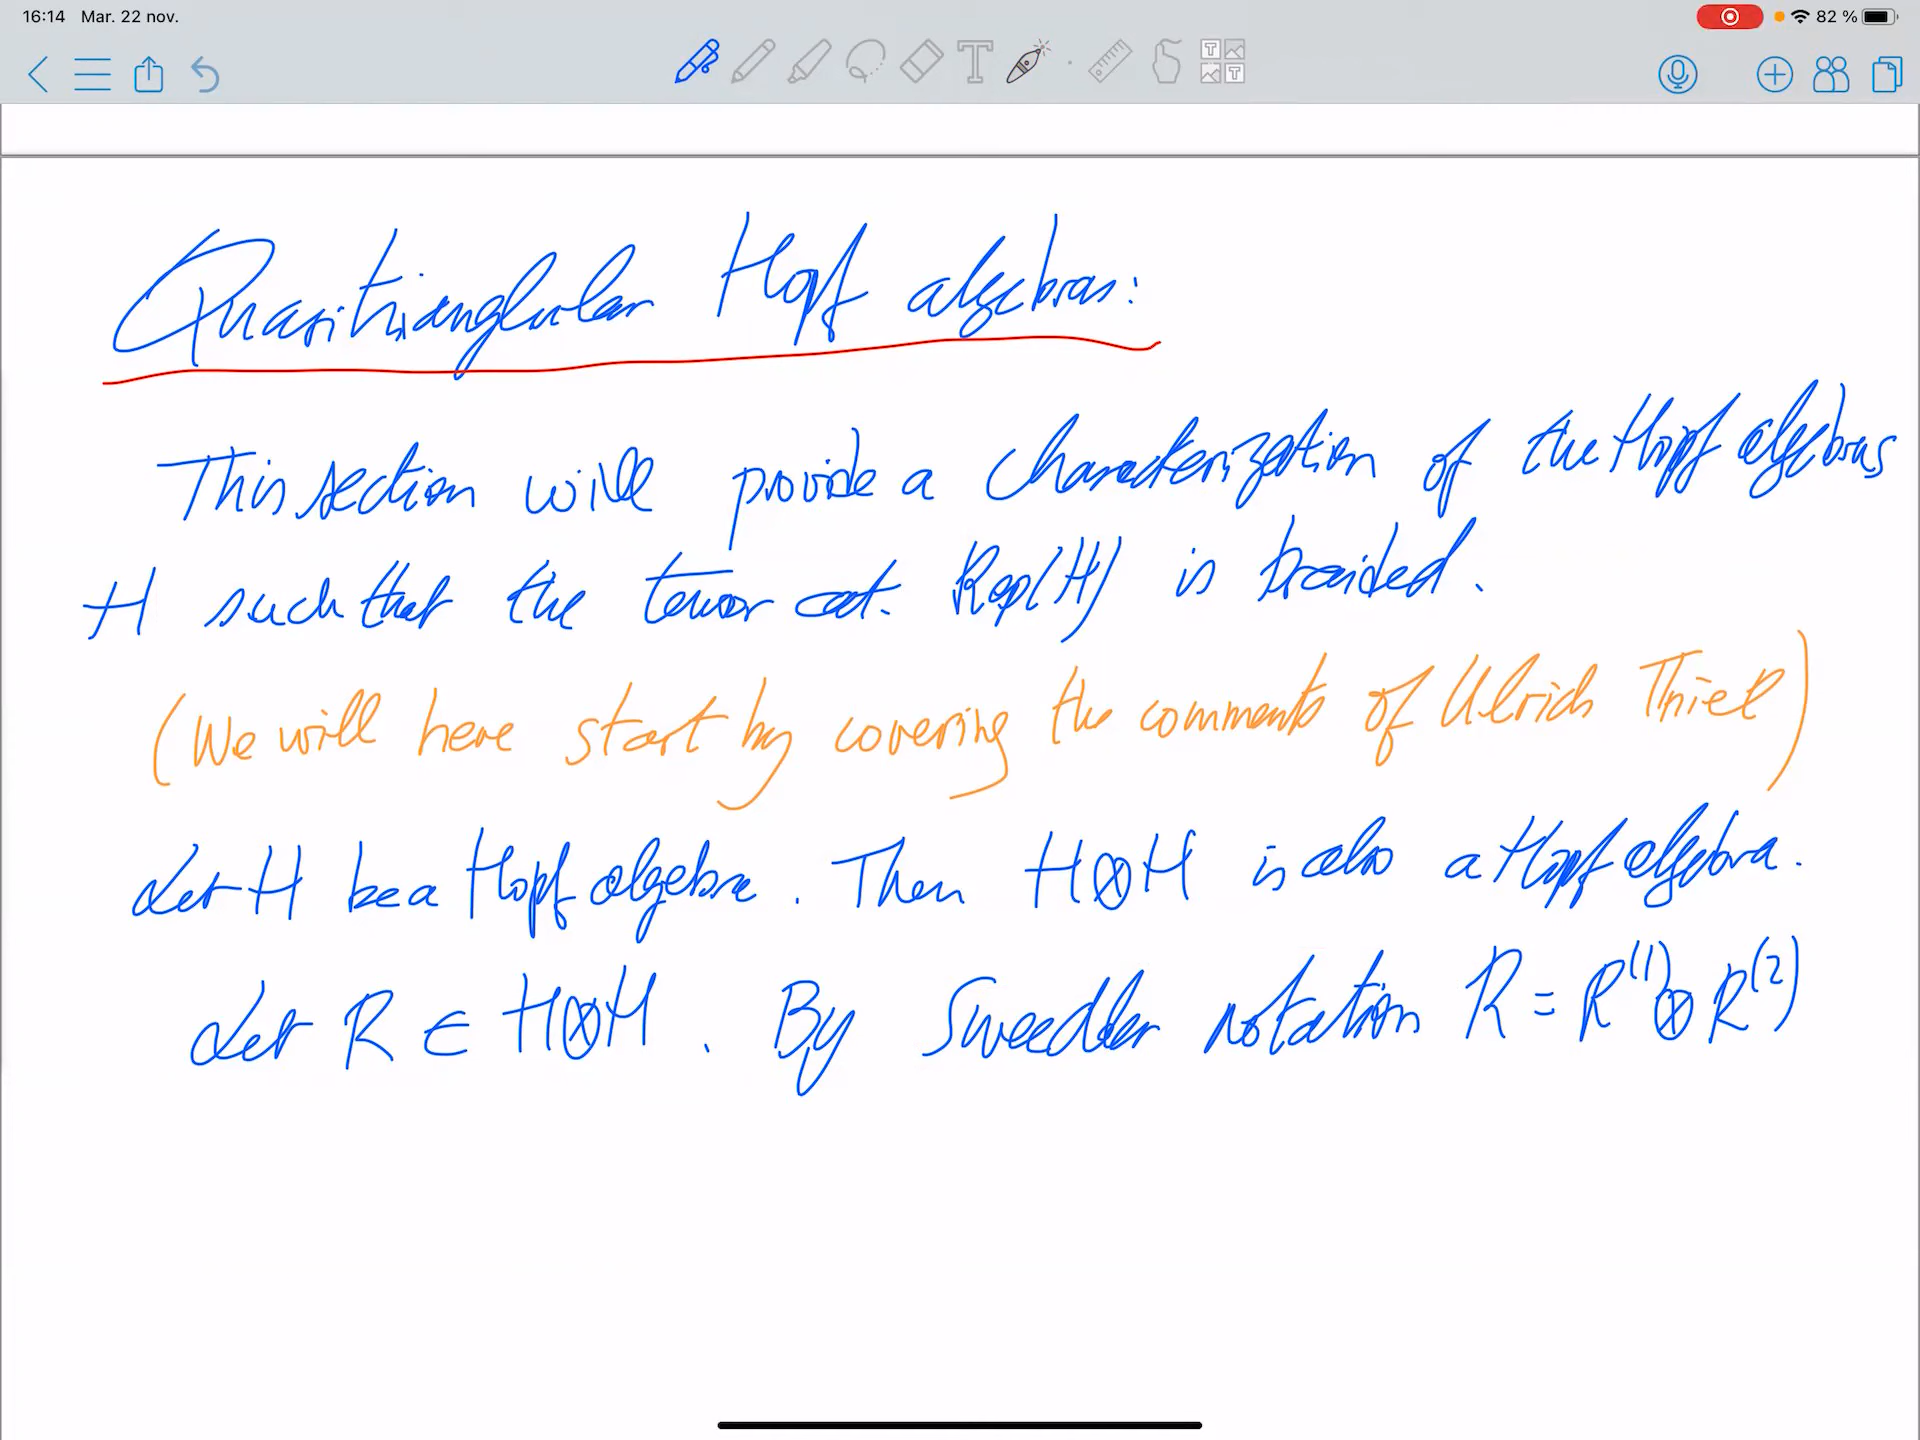 16:14 Mar. 22 nov. 82 %
Quasitrianglular Hopf algebras:
This section will provide a characterization of the Hopf algebras
H such that the tensor cat. Rep(H) is braided.
(We will here start by covering the comments of Ulrich Thiel)
Let H be a Hopf algebra. Then H⊗H is also a Hopf algebra.
Let R ∈ H⊗H. By Sweedler notation R = R⁽¹⁾⊗R⁽²⁾